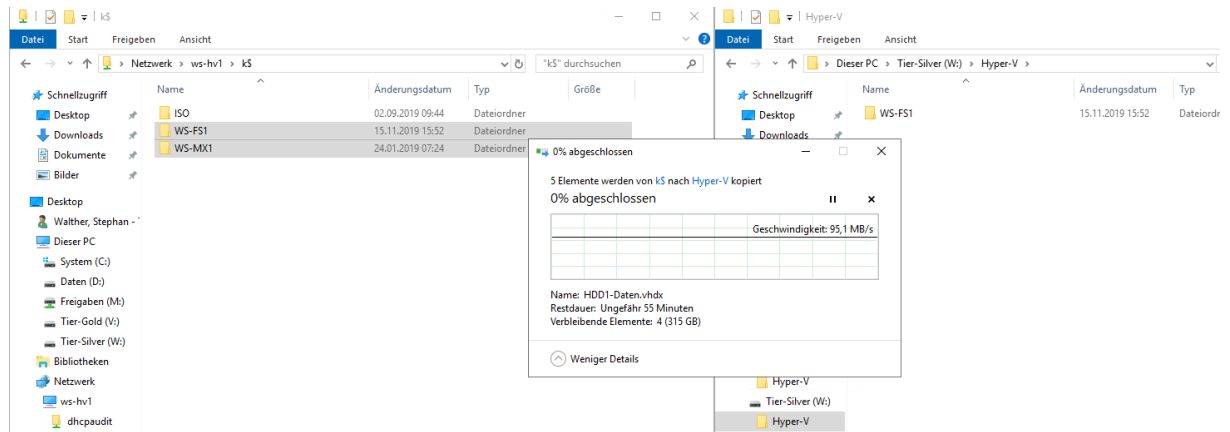 k$
Datei Start Freigeben Ansicht
Netzwerk › ws-hv1 › k$
"k$" durchsuchen
Schnellzugriff
Desktop
Downloads
Dokumente
Bilder
Desktop
Walther, Stephan -
Dieser PC
System (C:)
Daten (D:)
Freigaben (M:)
Tier-Gold (V:)
Tier-Silver (W:)
Bibliotheken
Netzwerk
ws-hv1
dhcpaudit
Name Änderungsdatum Typ Größe
ISO 02.09.2019 09:44 Dateiordner
WS-FS1 15.11.2019 15:52 Dateiordner
WS-MX1 24.01.2019 07:24 Dateiordner
Hyper-V
Datei Start Freigeben Ansicht
Dieser PC › Tier-Silver (W:) › Hyper-V ›
Schnellzugriff
Desktop
Downloads
Hyper-V
Tier-Silver (W:)
Hyper-V
Name Änderungsdatum Typ
WS-FS1 15.11.2019 15:52
0% abgeschlossen
5 Elemente werden von k$ nach Hyper-V kopiert
0% abgeschlossen
Geschwindigkeit: 95,1 MB/s
Name: HDD1-Daten.vhdx
Restdauer: Ungefähr 55 Minuten
Verbleibende Elemente: 4 (315 GB)
Weniger Details